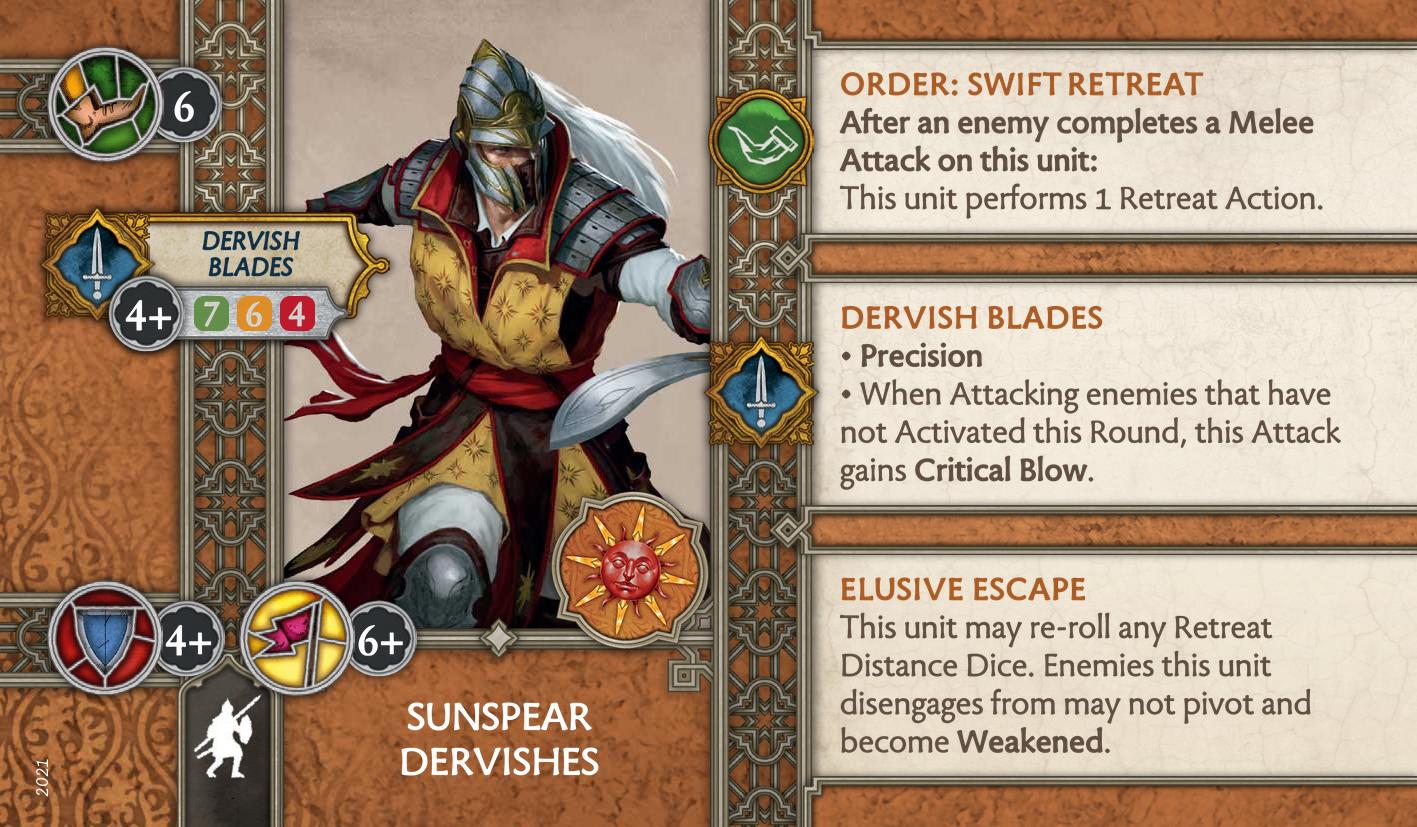 6
DERVISH
BLADES
4+ 7 6 4
4+ 6+
SUNSPEAR
DERVISHES
2021
ORDER: SWIFT RETREAT
After an enemy completes a Melee
Attack on this unit:
This unit performs 1 Retreat Action.
DERVISH BLADES
• Precision
• When Attacking enemies that have
not Activated this Round, this Attack
gains Critical Blow.
ELUSIVE ESCAPE
This unit may re-roll any Retreat
Distance Dice. Enemies this unit
disengages from may not pivot and
become Weakened.